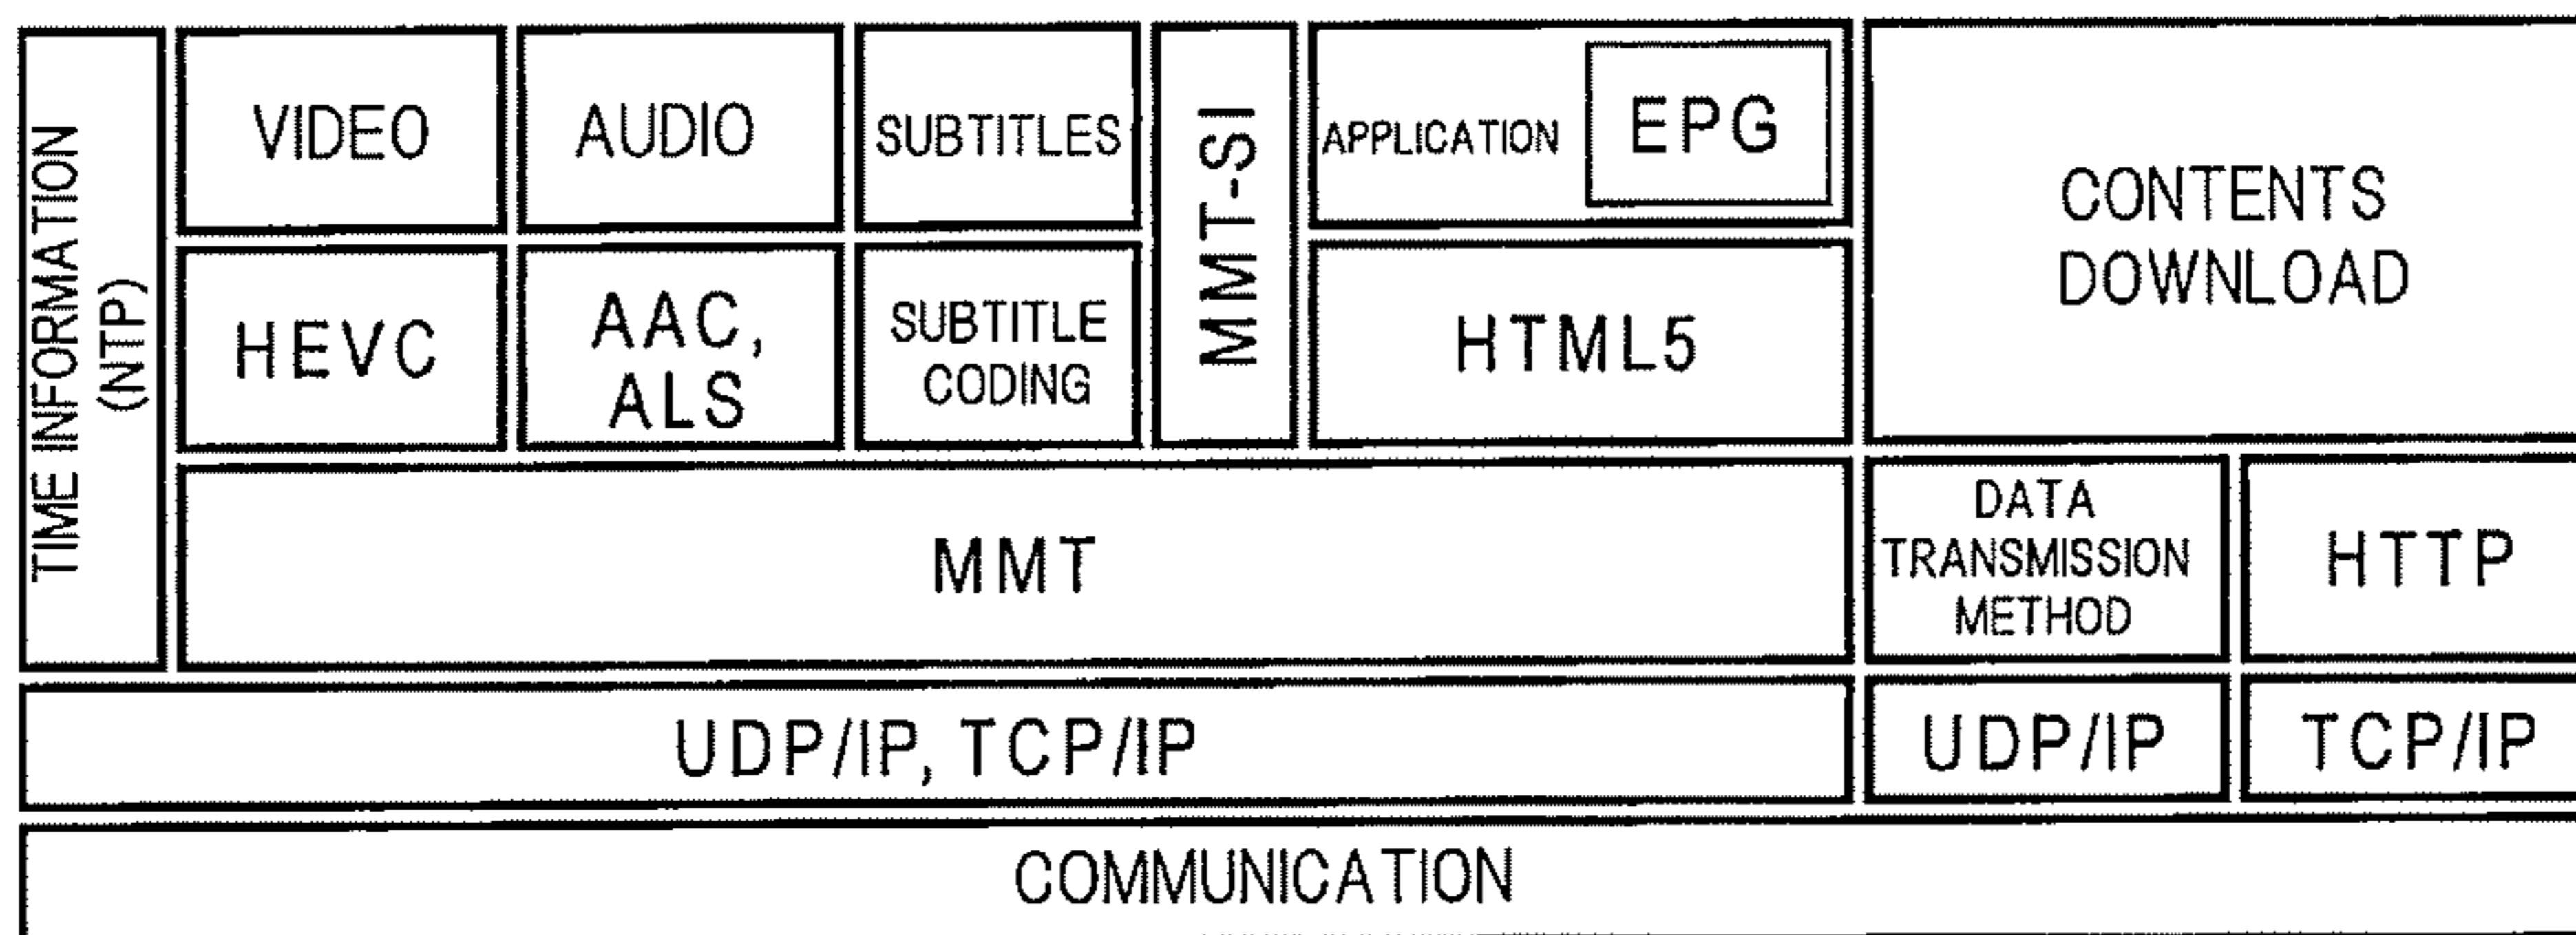 TIME INFORMATION
(NTP)
VIDEO
AUDIO
SUBTITLES
MMT-SI
APPLICATION
EPG
CONTENTS
DOWNLOAD
HEVC
AAC,
ALS
SUBTITLE
CODING
HTML5
MMT
DATA
TRANSMISSION
METHOD
HTTP
UDP/IP, TCP/IP
UDP/IP
TCP/IP
COMMUNICATION